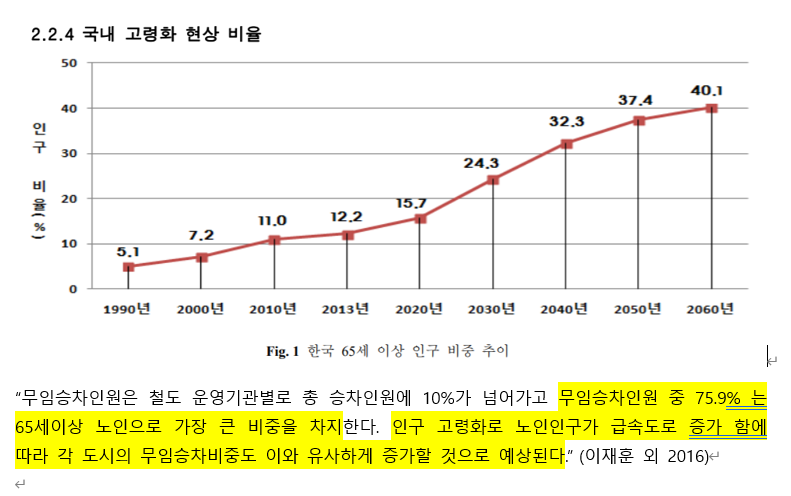 2.2.4 국내 고령화 현상 비율
50
40
30
20
10
0
인구 비율(%)
5.1
7.2
11.0
12.2
15.7
24.3
32.3
37.4
40.1
1990년 2000년 2010년 2013년 2020년 2030년 2040년 2050년 2060년
Fig. 1 한국 65세 이상 인구 비중 추이
“무임승차인원은 철도 운영기관별로 총 승차인원에 10%가 넘어가고 무임승차인원 중 75.9% 는
65세이상 노인으로 가장 큰 비중을 차지한다. 인구 고령화로 노인인구가 급속도로 증가 함에
따라 각 도시의 무임승차비중도 이와 유사하게 증가할 것으로 예상된다.” (이재훈 외 2016)